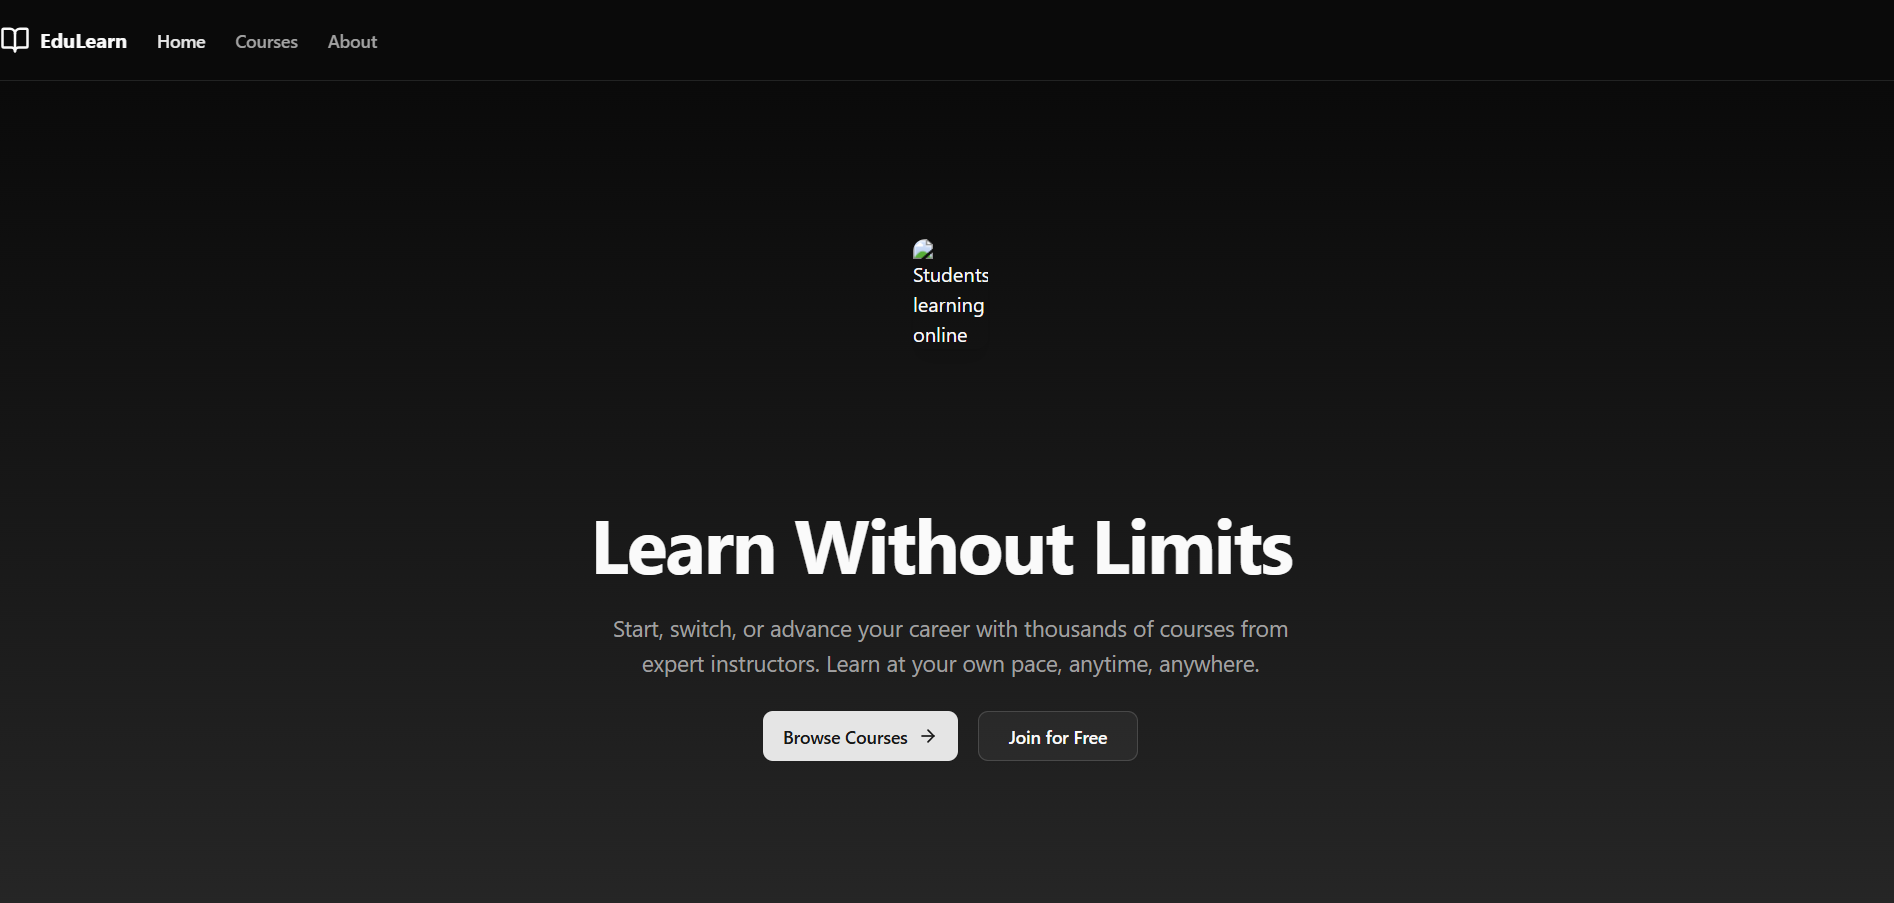 EduLearn Home Courses About
Students
learning
online
Learn Without Limits
Start, switch, or advance your career with thousands of courses from
expert instructors. Learn at your own pace, anytime, anywhere.
Browse Courses Join for Free